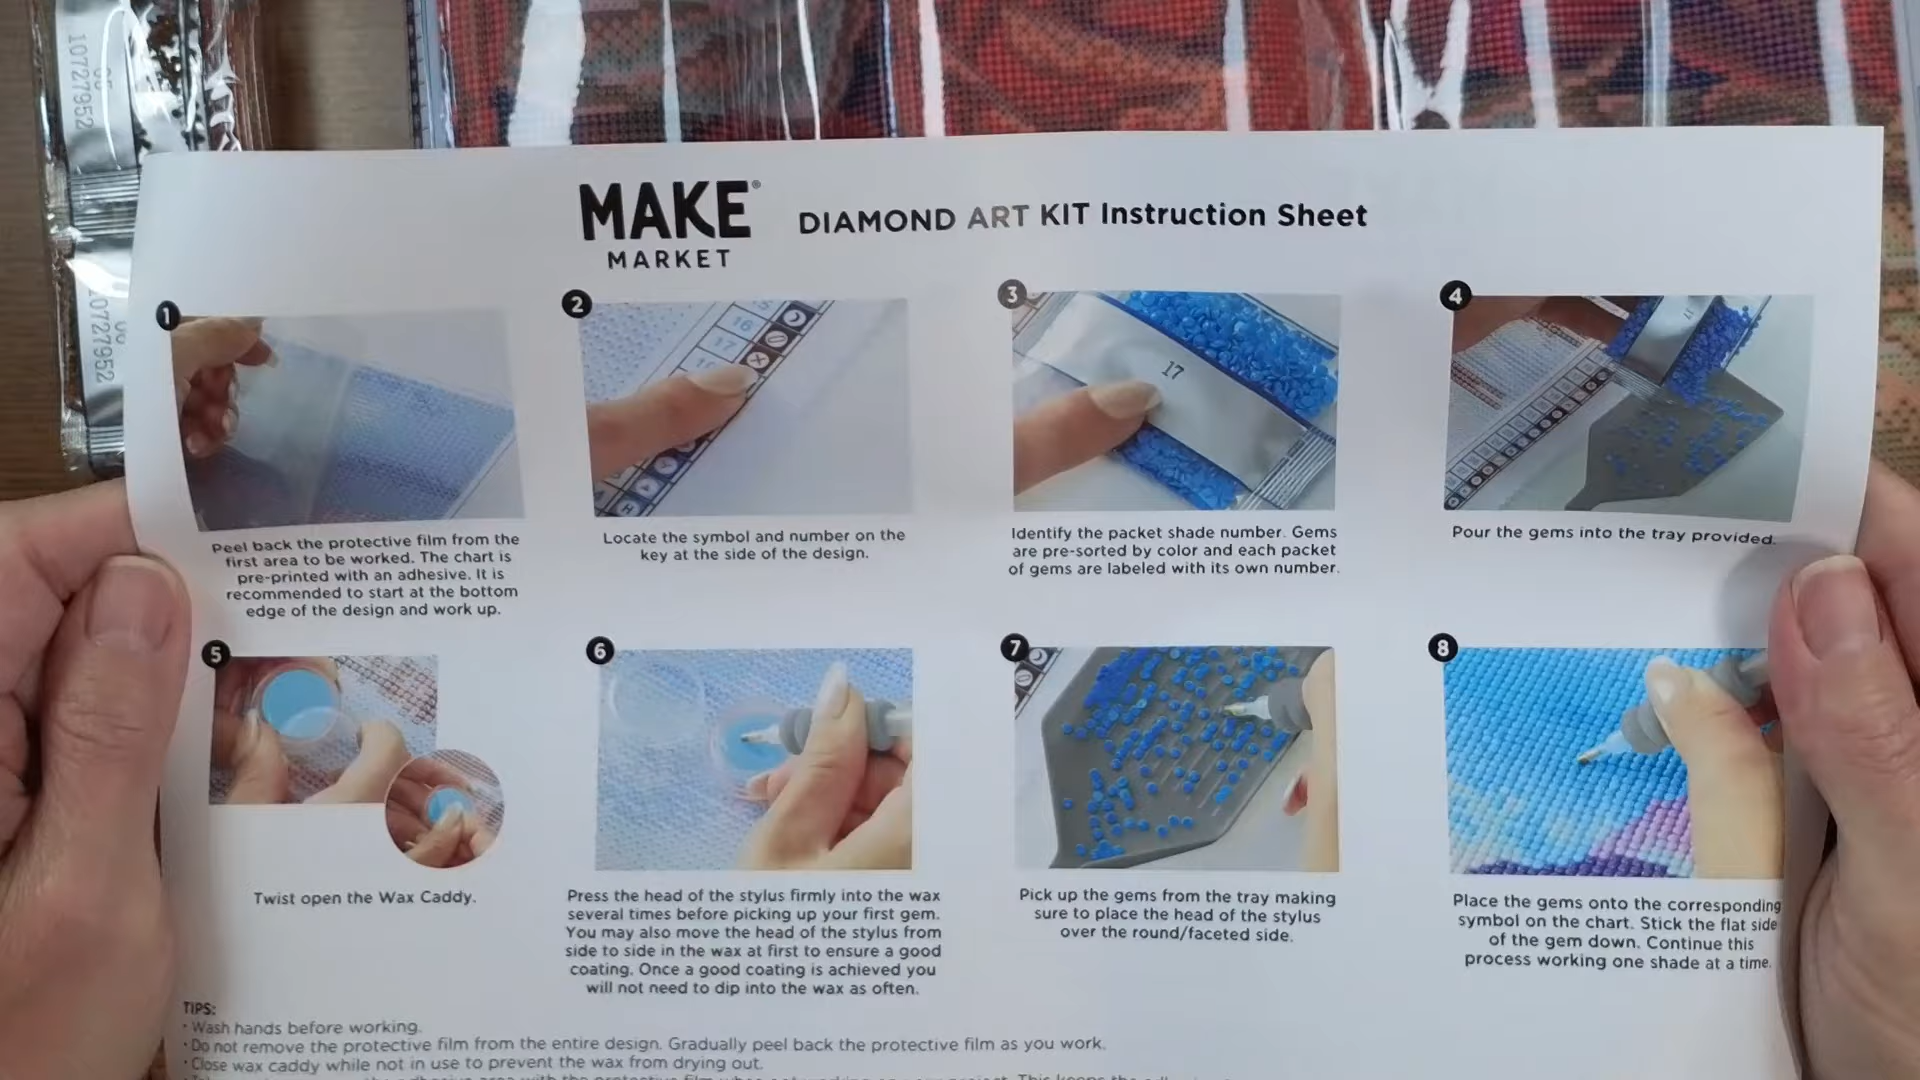 00
10727952
00
10727952
MAKE®
MARKET
DIAMOND ART KIT Instruction Sheet
1
2
15
16
17
3
17
4
17
Peel back the protective film from the
first area to be worked. The chart is
pre-printed with an adhesive. It is
recommended to start at the bottom
edge of the design and work up.
Locate the symbol and number on the
key at the side of the design.
H
Identify the packet shade number. Gems
are pre-sorted by color and each packet
of gems are labeled with its own number.
Pour the gems into the tray provided.
5
6
7
8
Twist open the Wax Caddy.
Press the head of the stylus firmly into the wax
several times before picking up your first gem.
You may also move the head of the stylus from
side to side in the wax at first to ensure a good
coating. Once a good coating is achieved you
will not need to dip into the wax as often.
Pick up the gems from the tray making
sure to place the head of the stylus
over the round/faceted side.
Place the gems onto the corresponding
symbol on the chart. Stick the flat side
of the gem down. Continue this
process working one shade at a time.
TIPS:
• Wash hands before working.
• Do not remove the protective film from the entire design. Gradually peel back the protective film as you work.
• Close wax caddy while not in use to prevent the wax from drying out.